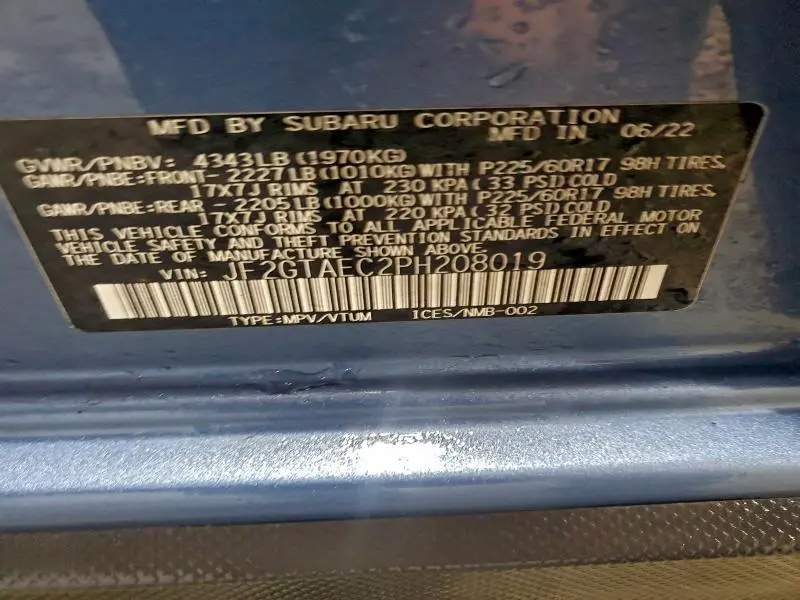 MFD BY SUBARU CORPORATION
MFD IN 06/22
GVWR/PNBV: 4343LB(1970KG)
GAWR/PNBE:FRONT-2227LB(1010KG)WITH P225/60R17 98H TIRES,
17X7J RIMS AT 230 KPA(33 PSI)COLD
GAWR/PNBE:REAR -2205LB(1000KG)WITH P225/60R17 98H TIRES,
17X7J RIMS AT 220 KPA(32 PSI)COLD
THIS VEHICLE CONFORMS TO ALL APPLICABLE FEDERAL MOTOR
VEHICLE SAFETY AND THEFT PREVENTION STANDARDS IN EFFECT ON
THE DATE OF MANUFACTURE SHOWN ABOVE.
VIN: JF2GTAEC2PH208019
TYPE:MPV/VTUM ICES/NMB-002